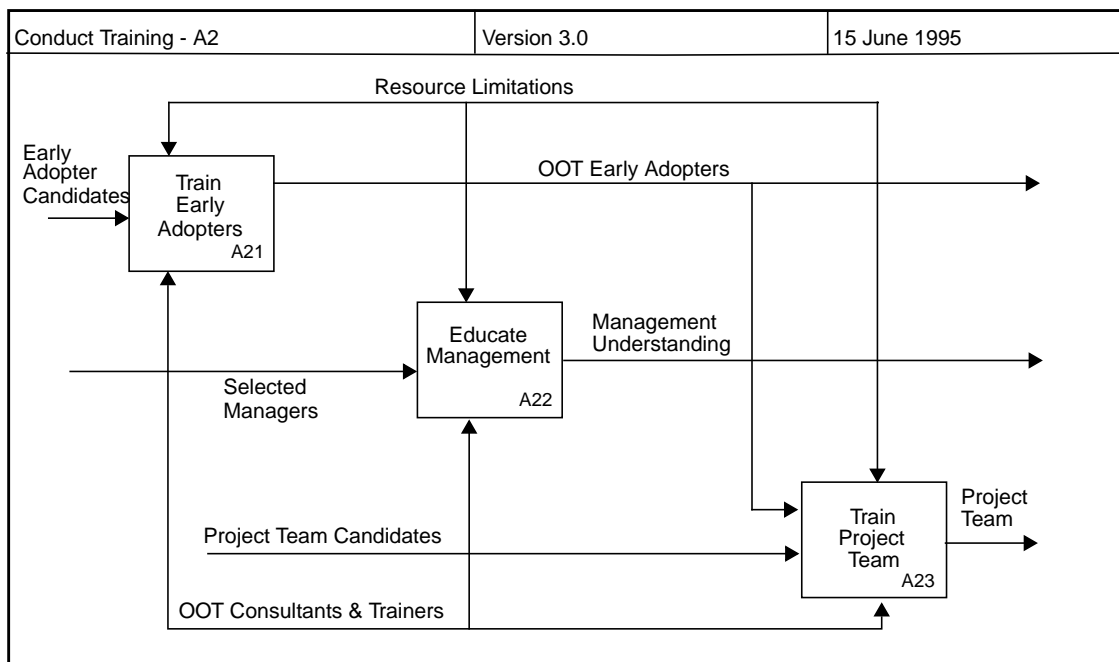 Conduct Training - A2
Version 3.0
15 June 1995
Resource Limitations
Early
Adopter
Candidates
Train
Early
Adopters
A21
OOT Early Adopters
Educate
Management
A22
Management
Understanding
Selected
Managers
Project Team Candidates
Train
Project
Team
A23
Project
Team
OOT Consultants & Trainers